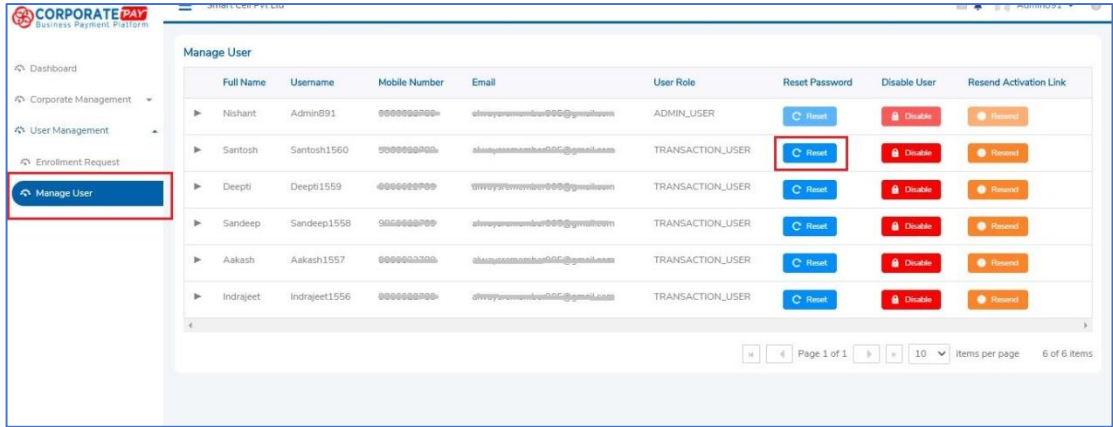 CORPORATE PAY
Business Payment Platform
Smart Cell Pvt Ltd
Admin891
Dashboard
Corporate Management
User Management
Enrollment Request
Manage User
Manage User
Full Name Username Mobile Number Email User Role Reset Password Disable User Resend Activation Link
Nishant Admin891 ADMIN_USER Reset Disable Resend
Santosh Santosh1560 TRANSACTION_USER Reset Disable Resend
Deepti Deepti1559 TRANSACTION_USER Reset Disable Resend
Sandeep Sandeep1558 TRANSACTION_USER Reset Disable Resend
Aakash Aakash1557 TRANSACTION_USER Reset Disable Resend
Indrajeet Indrajeet1556 TRANSACTION_USER Reset Disable Resend
Page 1 of 1 10 items per page 6 of 6 items